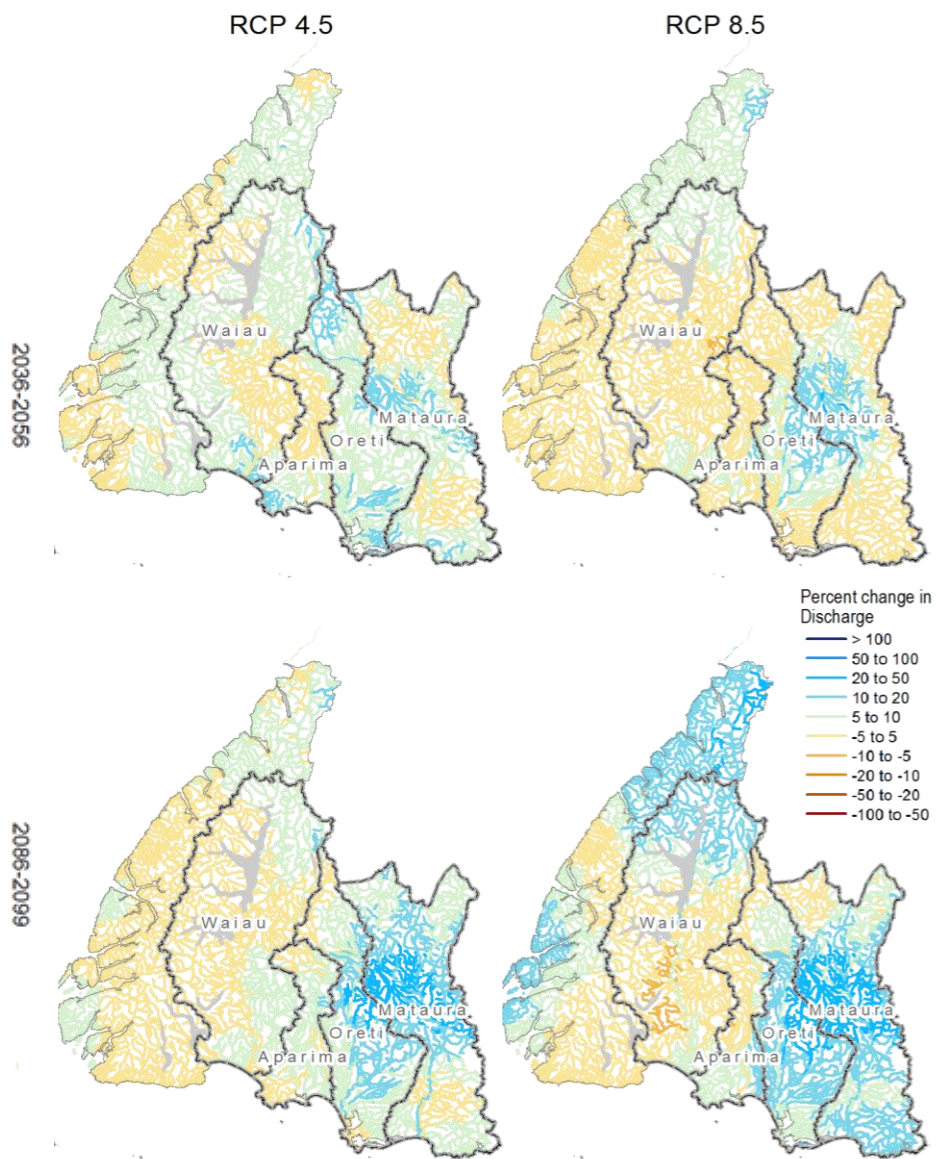 RCP 4.5
RCP 8.5
2036-2056
Waiau
Mataura
Oreti
Aparima
Waiau
Mataura
Oreti
Aparima
Percent change in
Discharge
> 100
50 to 100
20 to 50
10 to 20
5 to 10
-5 to 5
-10 to -5
-20 to -10
-50 to -20
-100 to -50
2086-2099
Waiau
Mataura
Oreti
Aparima
Waiau
Mataura
Oreti
Aparima